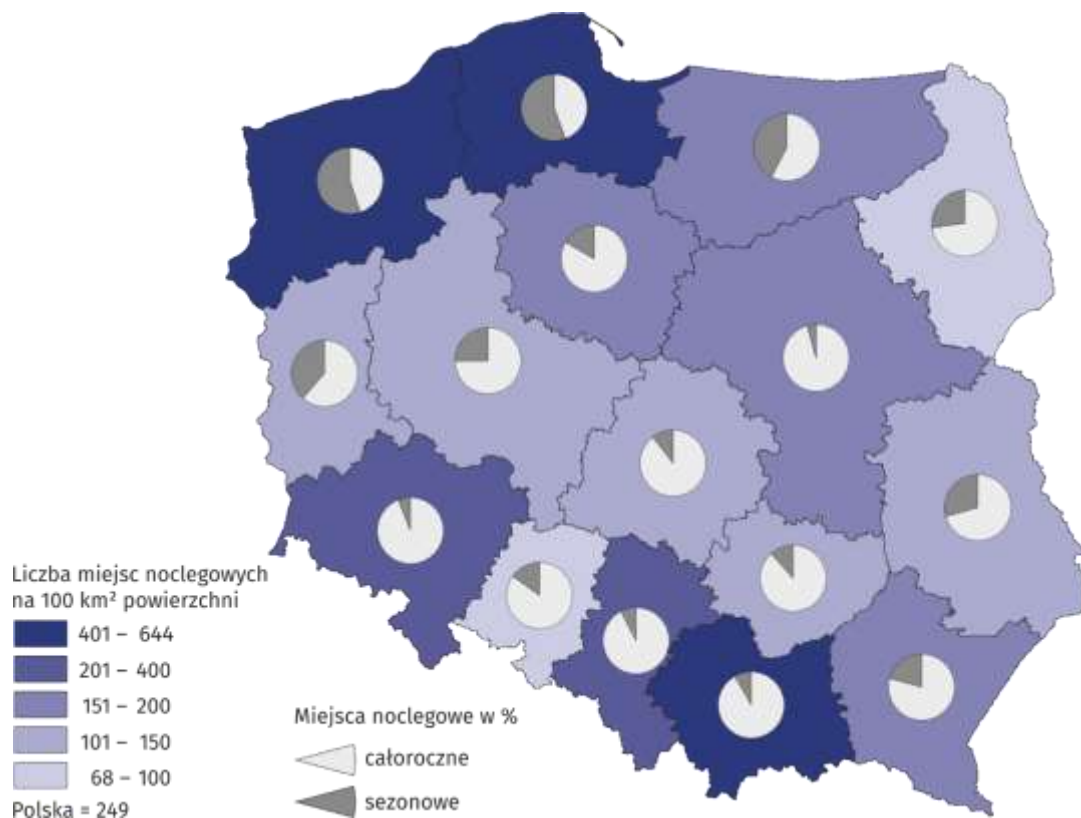 Liczba miejsc noclegowych
na 100 km² powierzchni
401 – 644
201 – 400
151 – 200
101 – 150
68 – 100
Polska = 249
Miejsca noclegowe w %
całoroczne
sezonowe